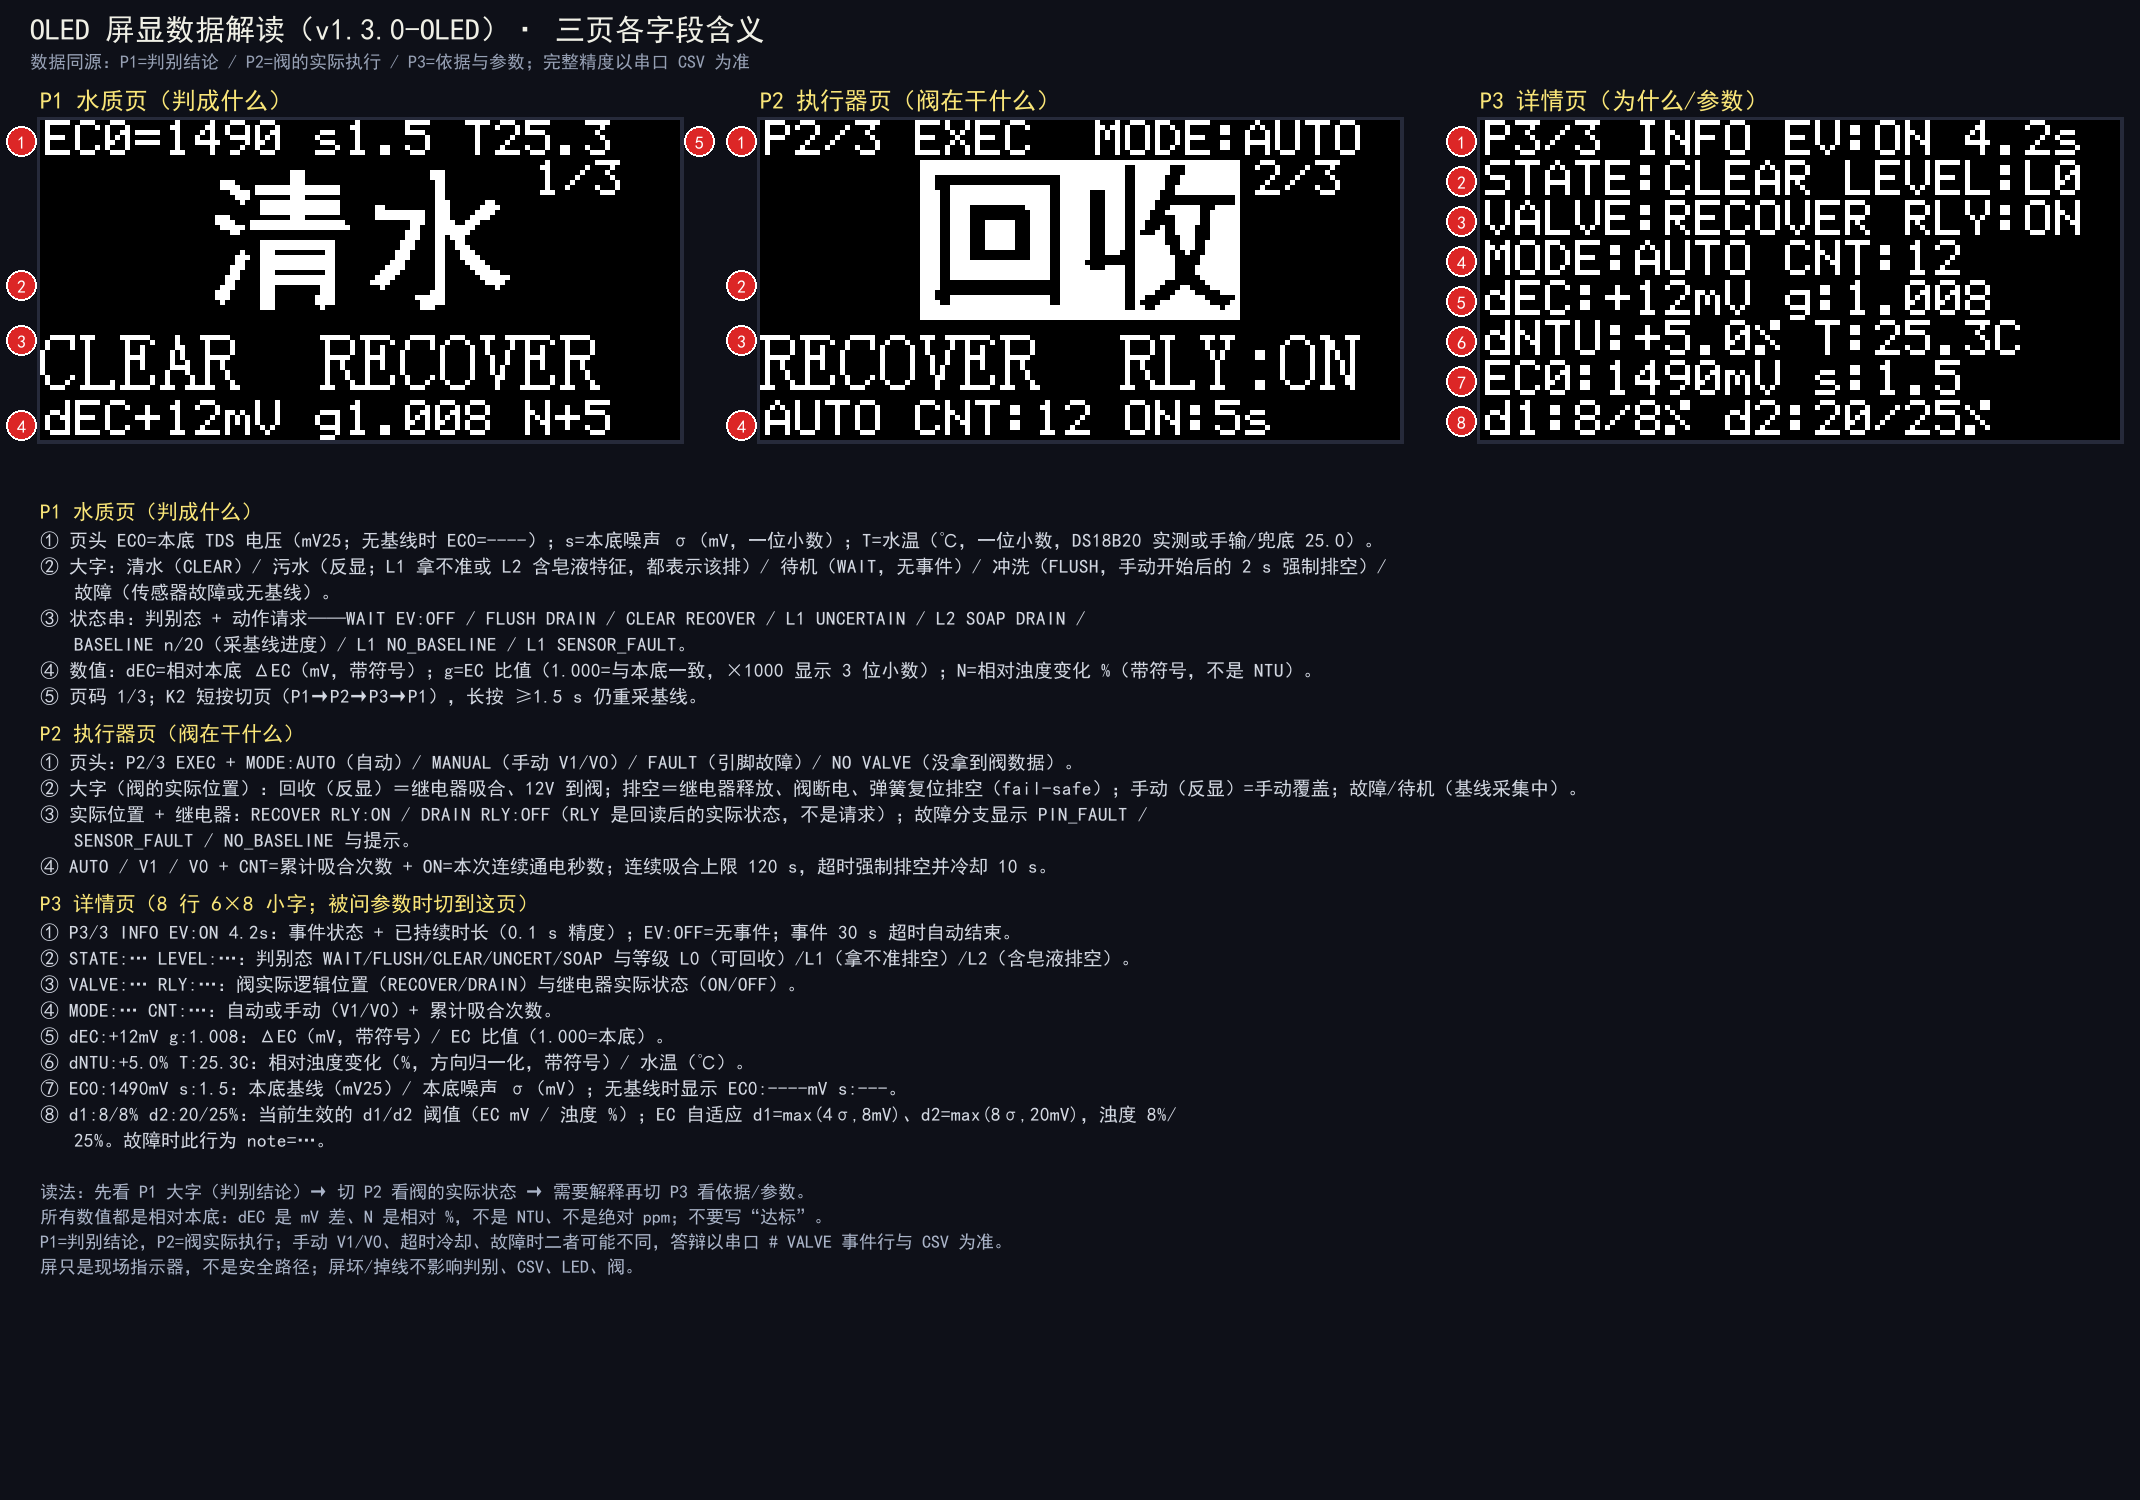 OLED 屏显数据解读（v1.3.0-OLED）· 三页各字段含义
数据同源：P1=判别结论 / P2=阀的实际执行 / P3=依据与参数；完整精度以串口 CSV 为准
P1 水质页（判成什么）
1
EC0=1490 s1.5 T25.3
5
1/3
2
清水
3
CLEAR RECOVER
4
dEC+12mV g1.008 N+5
P2 执行器页（阀在干什么）
1
P2/3 EXEC MODE:AUTO
2/3
2
回收
3
RECOVER RLY:ON
4
AUTO CNT:12 ON:5s
P3 详情页（为什么/参数）
1
P3/3 INFO EV:ON 4.2s
2
STATE:CLEAR LEVEL:L0
3
VALVE:RECOVER RLY:ON
4
MODE:AUTO CNT:12
5
dEC:+12mV g:1.008
6
dNTU:+5.0% T:25.3C
7
EC0:1490mV s:1.5
8
d1:8/8% d2:20/25%
P1 水质页（判成什么）
① 页头 EC0=本底 TDS 电压（mV25；无基线时 EC0=----）；s=本底噪声 σ（mV，一位小数）；T=水温（℃，一位小数，DS18B20 实测或手输/兜底 25.0）。
② 大字：清水（CLEAR）/ 污水（反显；L1 拿不准或 L2 含皂液特征，都表示该排）/ 待机（WAIT，无事件）/ 冲洗（FLUSH，手动开始后的 2 s 强制排空）/
故障（传感器故障或无基线）。
③ 状态串：判别态 + 动作请求——WAIT EV:OFF / FLUSH DRAIN / CLEAR RECOVER / L1 UNCERTAIN / L2 SOAP DRAIN /
BASELINE n/20（采基线进度）/ L1 NO_BASELINE / L1 SENSOR_FAULT。
④ 数值：dEC=相对本底 ΔEC（mV，带符号）；g=EC 比值（1.000=与本底一致，×1000 显示 3 位小数）；N=相对浊度变化 %（带符号，不是 NTU）。
⑤ 页码 1/3；K2 短按切页（P1→P2→P3→P1），长按 ≥1.5 s 仍重采基线。
P2 执行器页（阀在干什么）
① 页头：P2/3 EXEC + MODE:AUTO（自动）/ MANUAL（手动 V1/V0）/ FAULT（引脚故障）/ NO VALVE（没拿到阀数据）。
② 大字（阀的实际位置）：回收（反显）＝继电器吸合、12V 到阀；排空＝继电器释放、阀断电、弹簧复位排空（fail-safe）；手动（反显）=手动覆盖；故障/待机（基线采集中）。
③ 实际位置 + 继电器：RECOVER RLY:ON / DRAIN RLY:OFF（RLY 是回读后的实际状态，不是请求）；故障分支显示 PIN_FAULT /
SENSOR_FAULT / NO_BASELINE 与提示。
④ AUTO / V1 / V0 + CNT=累计吸合次数 + ON=本次连续通电秒数；连续吸合上限 120 s，超时强制排空并冷却 10 s。
P3 详情页（8 行 6×8 小字；被问参数时切到这页）
① P3/3 INFO EV:ON 4.2s：事件状态 + 已持续时长（0.1 s 精度）；EV:OFF=无事件；事件 30 s 超时自动结束。
② STATE:… LEVEL:…：判别态 WAIT/FLUSH/CLEAR/UNCERT/SOAP 与等级 L0（可回收）/L1（拿不准排空）/L2（含皂液排空）。
③ VALVE:… RLY:…：阀实际逻辑位置（RECOVER/DRAIN）与继电器实际状态（ON/OFF）。
④ MODE:… CNT:…：自动或手动（V1/V0）+ 累计吸合次数。
⑤ dEC:+12mV g:1.008：ΔEC（mV，带符号）/ EC 比值（1.000=本底）。
⑥ dNTU:+5.0% T:25.3C：相对浊度变化（%，方向归一化，带符号）/ 水温（℃）。
⑦ EC0:1490mV s:1.5：本底基线（mV25）/ 本底噪声 σ（mV）；无基线时显示 EC0:----mV s:---。
⑧ d1:8/8% d2:20/25%：当前生效的 d1/d2 阈值（EC mV / 浊度 %）；EC 自适应 d1=max(4σ,8mV)、d2=max(8σ,20mV)，浊度 8%/
25%。故障时此行为 note=…。
读法：先看 P1 大字（判别结论）→ 切 P2 看阀的实际状态 → 需要解释再切 P3 看依据/参数。
所有数值都是相对本底：dEC 是 mV 差、N 是相对 %，不是 NTU、不是绝对 ppm；不要写“达标”。
P1=判别结论，P2=阀实际执行；手动 V1/V0、超时冷却、故障时二者可能不同，答辩以串口 # VALVE 事件行与 CSV 为准。
屏只是现场指示器，不是安全路径；屏坏/掉线不影响判别、CSV、LED、阀。